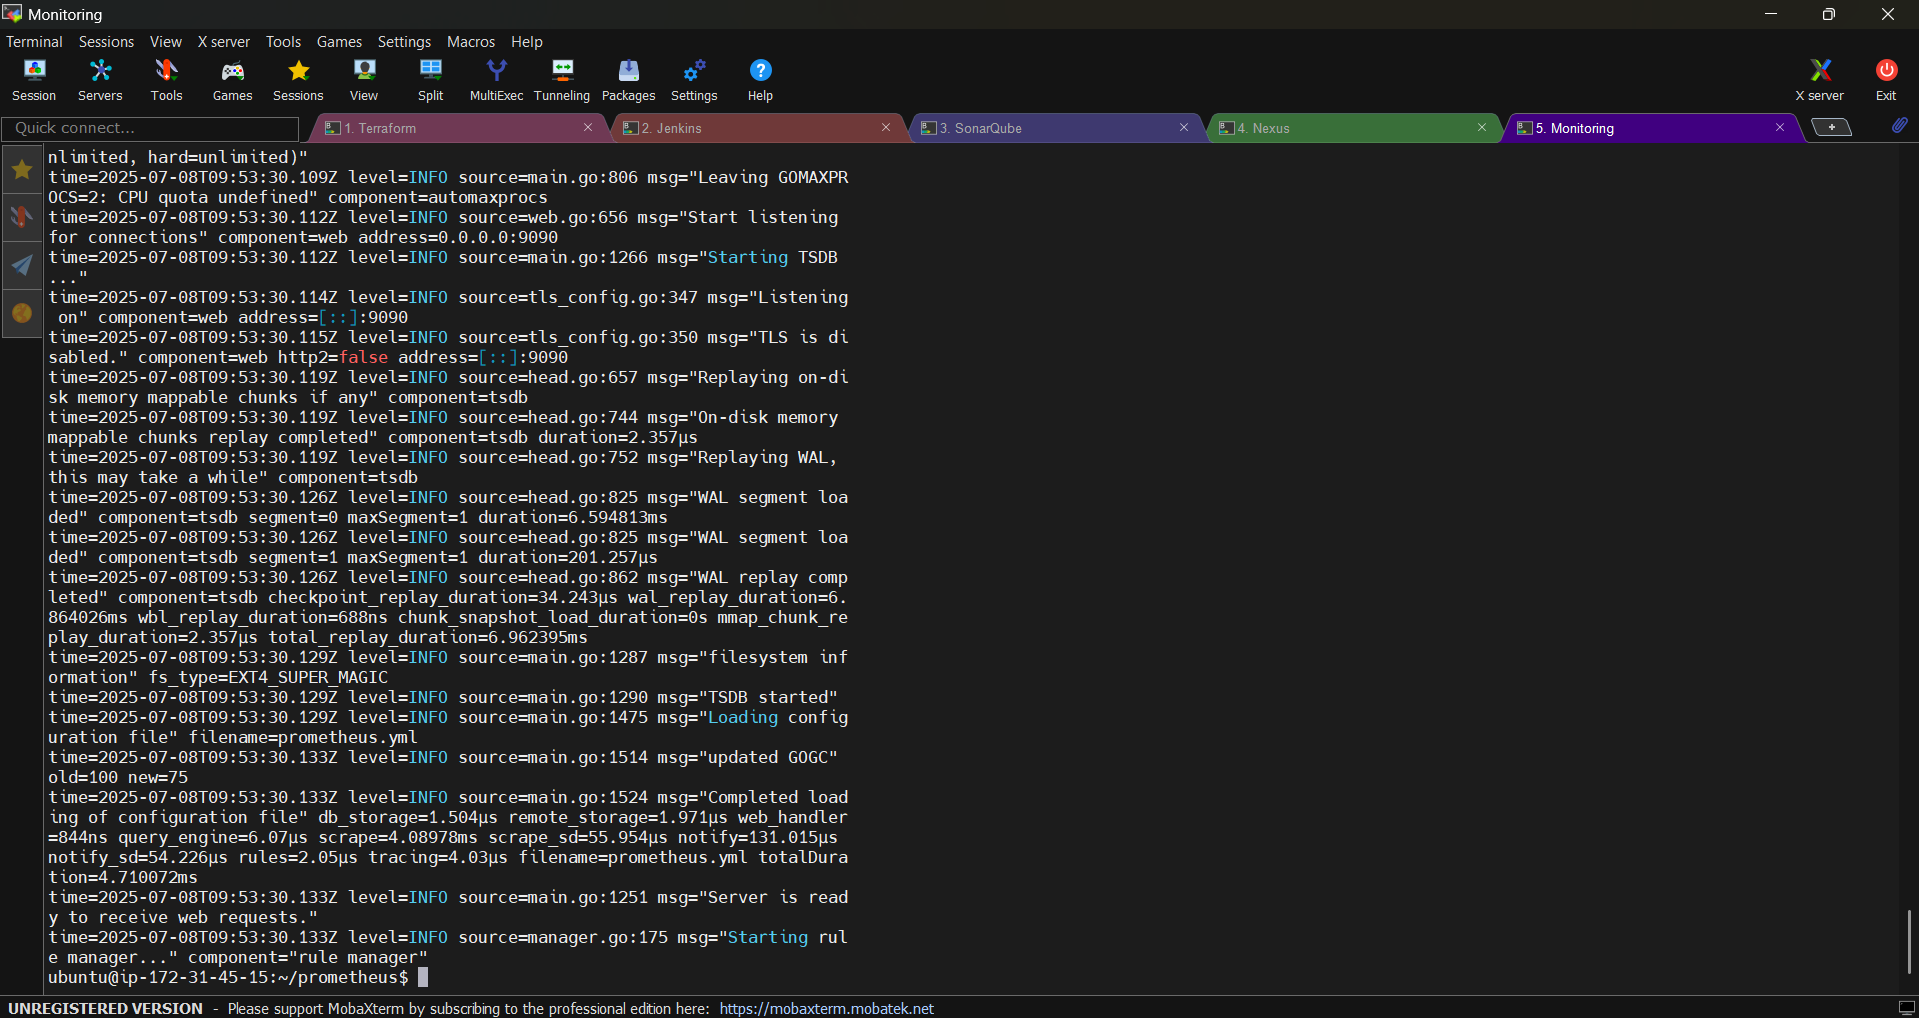 Monitoring
Terminal Sessions View X server Tools Games Settings Macros Help
Session Servers Tools Games Sessions View Split MultiExec Tunneling Packages Settings Help X server Exit
Quick connect... 1. Terraform 2. Jenkins 3. SonarQube 4. Nexus 5. Monitoring
nlimited, hard=unlimited)"
time=2025-07-08T09:53:30.109Z level=INFO source=main.go:806 msg="Leaving GOMAXPR
OCS=2: CPU quota undefined" component=automaxprocs
time=2025-07-08T09:53:30.112Z level=INFO source=web.go:656 msg="Start listening
for connections" component=web address=0.0.0.0:9090
time=2025-07-08T09:53:30.112Z level=INFO source=main.go:1266 msg="Starting TSDB
..."
time=2025-07-08T09:53:30.114Z level=INFO source=tls_config.go:347 msg="Listening
 on" component=web address=[::]:9090
time=2025-07-08T09:53:30.115Z level=INFO source=tls_config.go:350 msg="TLS is di
sabled." component=web http2=false address=[::]:9090
time=2025-07-08T09:53:30.119Z level=INFO source=head.go:657 msg="Replaying on-di
sk memory mappable chunks if any" component=tsdb
time=2025-07-08T09:53:30.119Z level=INFO source=head.go:744 msg="On-disk memory
mappable chunks replay completed" component=tsdb duration=2.357µs
time=2025-07-08T09:53:30.119Z level=INFO source=head.go:752 msg="Replaying WAL,
this may take a while" component=tsdb
time=2025-07-08T09:53:30.126Z level=INFO source=head.go:825 msg="WAL segment loa
ded" component=tsdb segment=0 maxSegment=1 duration=6.594813ms
time=2025-07-08T09:53:30.126Z level=INFO source=head.go:825 msg="WAL segment loa
ded" component=tsdb segment=1 maxSegment=1 duration=201.257µs
time=2025-07-08T09:53:30.126Z level=INFO source=head.go:862 msg="WAL replay comp
leted" component=tsdb checkpoint_replay_duration=34.243µs wal_replay_duration=6.
864026ms wbl_replay_duration=688ns chunk_snapshot_load_duration=0s mmap_chunk_re
play_duration=2.357µs total_replay_duration=6.962395ms
time=2025-07-08T09:53:30.129Z level=INFO source=main.go:1287 msg="filesystem inf
ormation" fs_type=EXT4_SUPER_MAGIC
time=2025-07-08T09:53:30.129Z level=INFO source=main.go:1290 msg="TSDB started"
time=2025-07-08T09:53:30.129Z level=INFO source=main.go:1475 msg="Loading config
uration file" filename=prometheus.yml
time=2025-07-08T09:53:30.133Z level=INFO source=main.go:1514 msg="updated GOGC"
old=100 new=75
time=2025-07-08T09:53:30.133Z level=INFO source=main.go:1524 msg="Completed load
ing of configuration file" db_storage=1.504µs remote_storage=1.971µs web_handler
=844ns query_engine=6.07µs scrape=4.08978ms scrape_sd=55.954µs notify=131.015µs
notify_sd=54.226µs rules=2.05µs tracing=4.03µs filename=prometheus.yml totalDura
tion=4.710072ms
time=2025-07-08T09:53:30.133Z level=INFO source=main.go:1251 msg="Server is read
y to receive web requests."
time=2025-07-08T09:53:30.133Z level=INFO source=manager.go:175 msg="Starting rul
e manager..." component="rule manager"
ubuntu@ip-172-31-45-15:~/prometheus$
UNREGISTERED VERSION - Please support MobaXterm by subscribing to the professional edition here: https://mobaxterm.mobatek.net